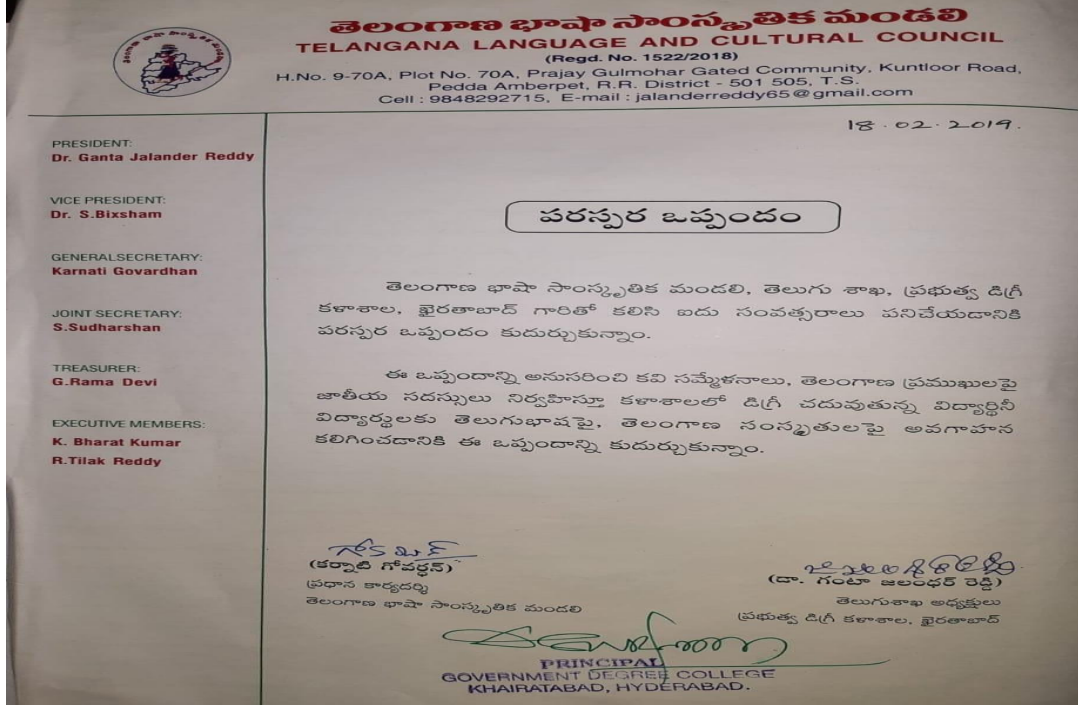 తెలంగాణ భాషా సాంస్కృతిక మండలి
TELANGANA LANGUAGE AND CULTURAL COUNCIL
(Regd. No. 1522/2018)
H.No. 9-70A, Plot No. 70A, Prajay Gulmohar Gated Community, Kuntloor Road,
Pedda Amberpet, R.R. District - 501 505, T.S.
Cell : 9848292715, E-mail : jalanderreddy65@gmail.com
18.02.2019.
PRESIDENT:
Dr. Ganta Jalander Reddy
VICE PRESIDENT:
Dr. S.Bixsham
GENERALSECRETARY:
Karnati Govardhan
JOINT SECRETARY:
S.Sudharshan
TREASURER:
G.Rama Devi
EXECUTIVE MEMBERS:
K. Bharat Kumar
R.Tilak Reddy
పరస్పర ఒప్పందం
తెలంగాణ భాషా సాంస్కృతిక మండలి, తెలుగు శాఖ, ప్రభుత్వ డిగ్రీ
కళాశాల, ఖైరతాబాద్ గారితో కలిసి ఐదు సంవత్సరాలు పనిచేయడానికి
పరస్పర ఒప్పందం కుదుర్చుకున్నాం.
ఈ ఒప్పందాన్ని అనుసరించి కవి సమ్మేళనాలు, తెలంగాణ ప్రముఖులపై
జాతీయ సదస్సులు నిర్వహిస్తూ కళాశాలలో డిగ్రీ చదువుతున్న విద్యార్థినీ
విద్యార్థులకు తెలుగుభాషపై, తెలంగాణ సంస్కృతులపై అవగాహన
కలిగించడానికి ఈ ఒప్పందాన్ని కుదుర్చుకున్నాం.
(కర్నాటి గోవర్ధన్)
ప్రధాన కార్యదర్శి
తెలంగాణ భాషా సాంస్కృతిక మండలి
(డా. గంటా జలంధర్ రెడ్డి)
తెలుగుశాఖ అధ్యక్షులు
ప్రభుత్వ డిగ్రీ కళాశాల, ఖైరతాబాద్
PRINCIPAL
GOVERNMENT DEGREE COLLEGE
KHAIRATABAD, HYDERABAD.